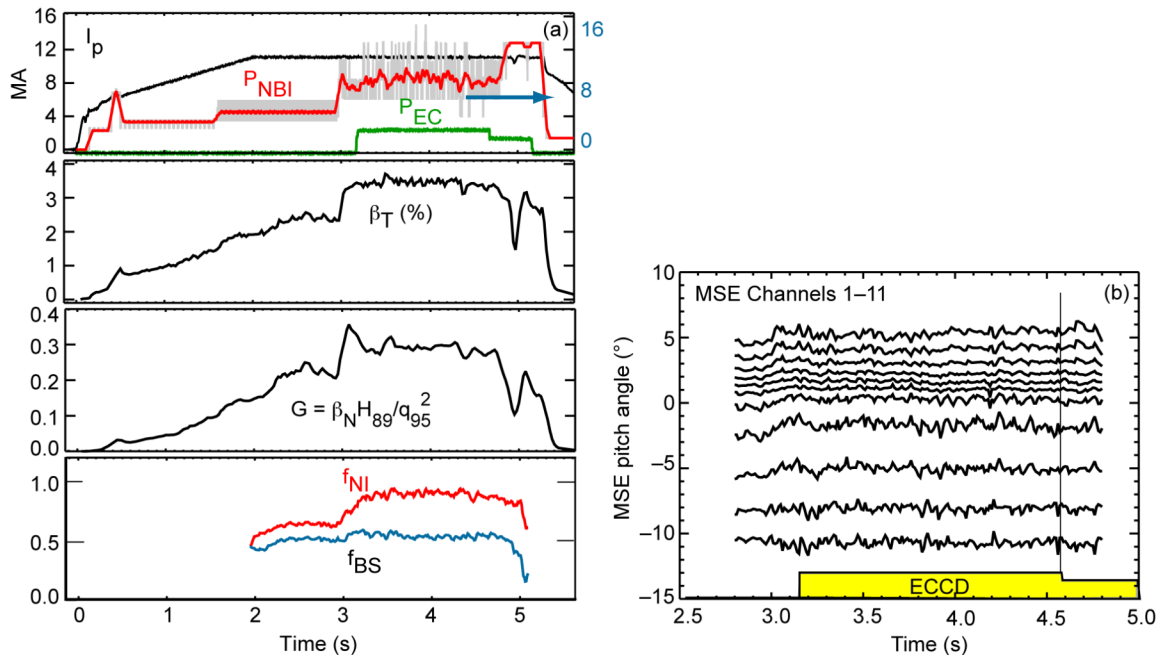 MA
16
12
8
4
0
I_p
(a)
P_NBI
P_EC
16
8
0
4
3
2
1
0
β_T (%)
0.4
0.3
0.2
0.1
0.0
G = β_N H_89/q_95^2
1.0
0.5
0.0
f_NI
f_BS
0 1 2 3 4 5
Time (s)
10
5
0
−5
−10
−15
MSE pitch angle (°)
MSE Channels 1–11
(b)
ECCD
2.5 3.0 3.5 4.0 4.5 5.0
Time (s)